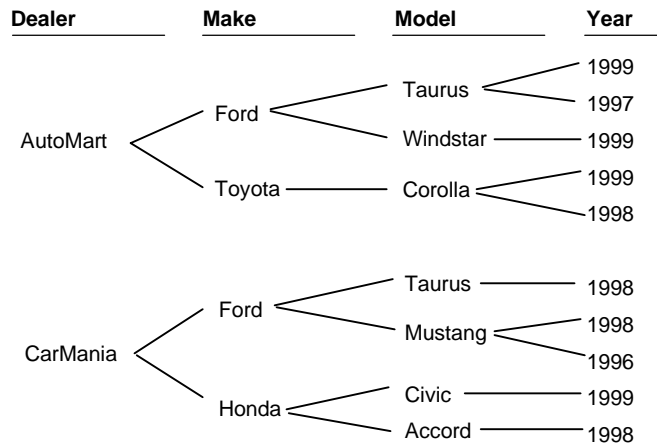 Dealer Make Model Year
1999
Taurus
1997
Ford
Windstar 1999
AutoMart
1999
Toyota Corolla
1998
Taurus 1998
Ford
1998
Mustang
CarMania
1996
Civic 1999
Honda
Accord 1998